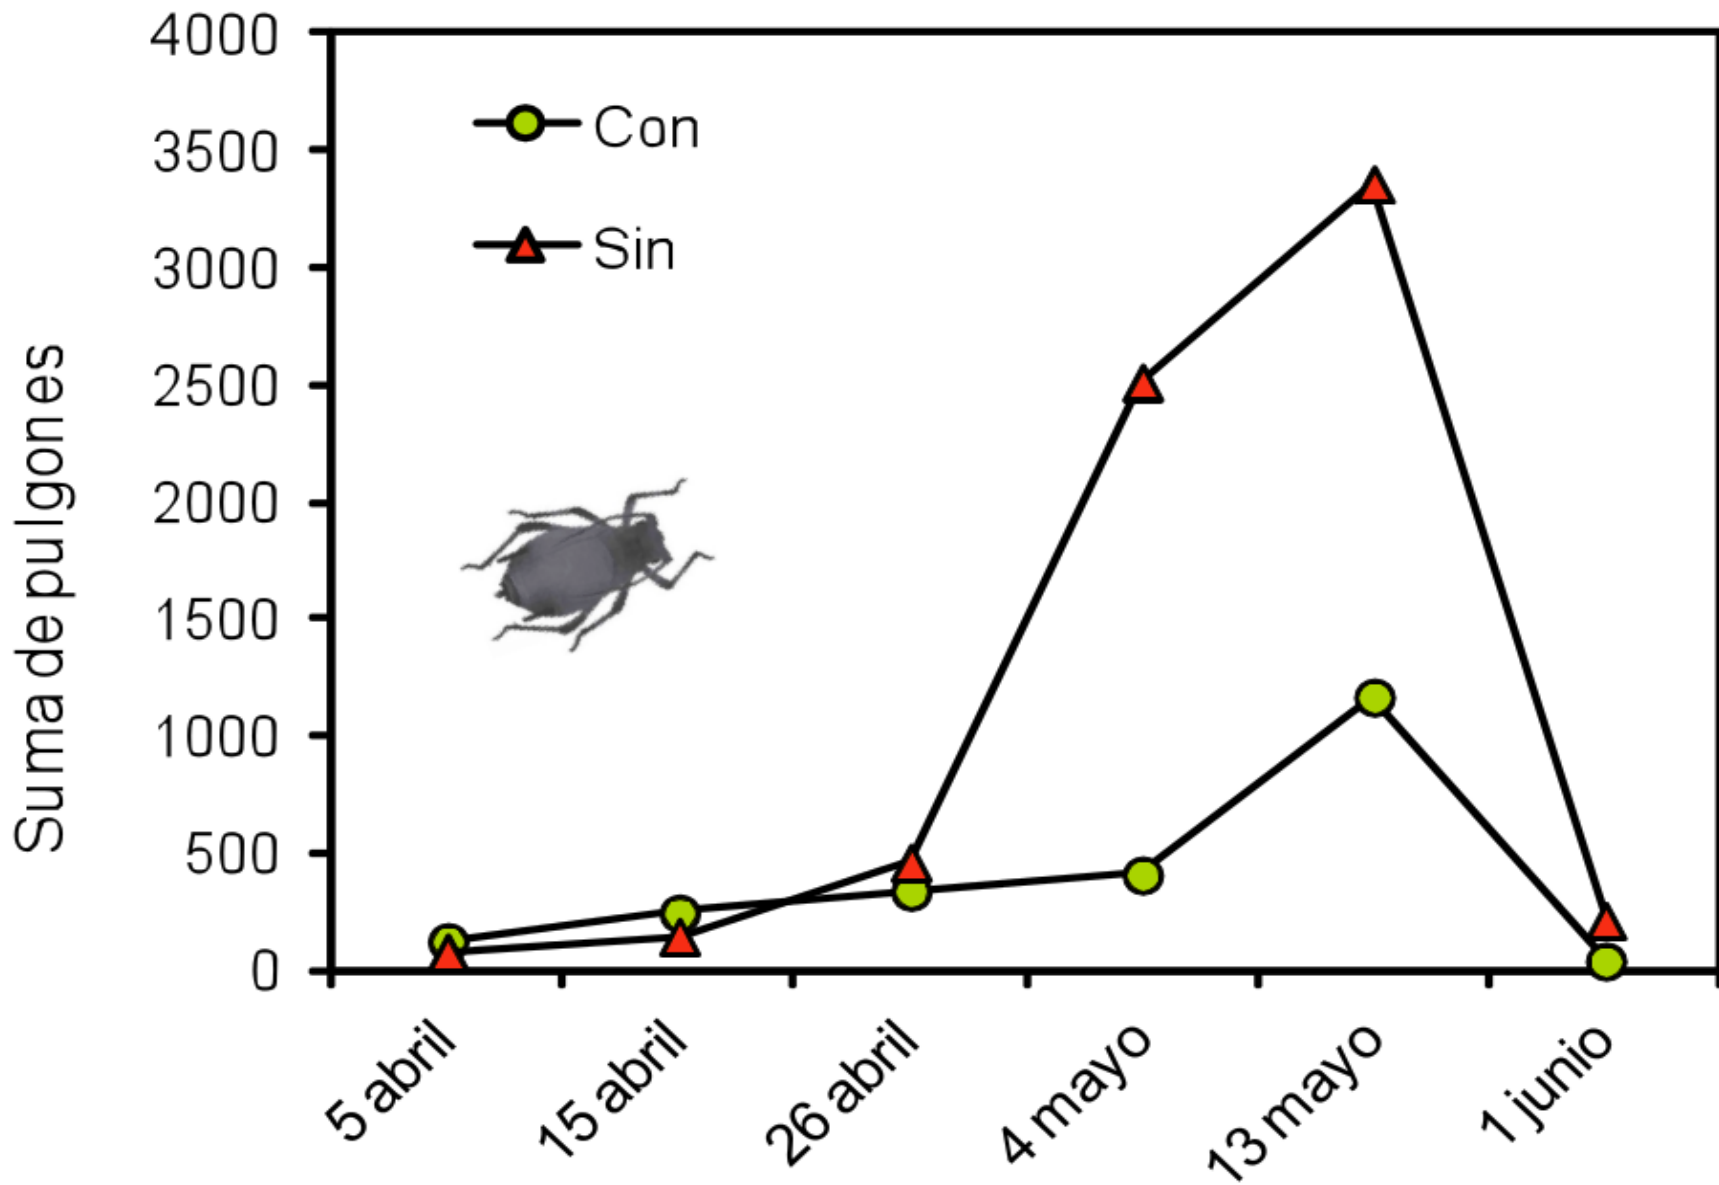 4000
3500
3000
2500
2000
1500
1000
500
0
Suma de pulgones
Con
Sin
5 abril
15 abril
26 abril
4 mayo
13 mayo
1 junio